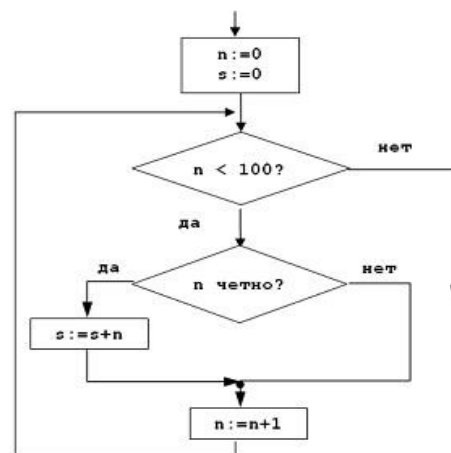 n:=0
s:=0
n < 100?
нет
да
n четно?
да
нет
s:=s+n
n:=n+1